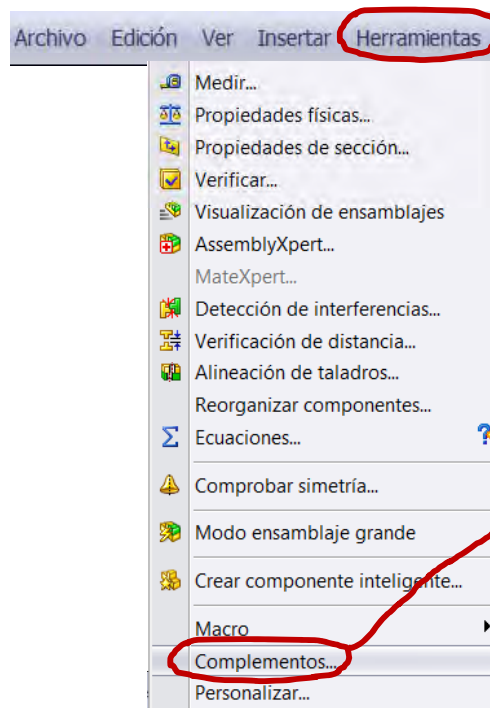 Archivo Edición Ver Insertar Herramientas
Medir...
Propiedades físicas...
Propiedades de sección...
Verificar...
Visualización de ensamblajes
AssemblyXpert...
MateXpert...
Detección de interferencias...
Verificación de distancia...
Alineación de taladros...
Reorganizar componentes...
Ecuaciones...
Comprobar simetría...
Modo ensamblaje grande
Crear componente inteligente...
Macro
Complementos...
Personalizar...